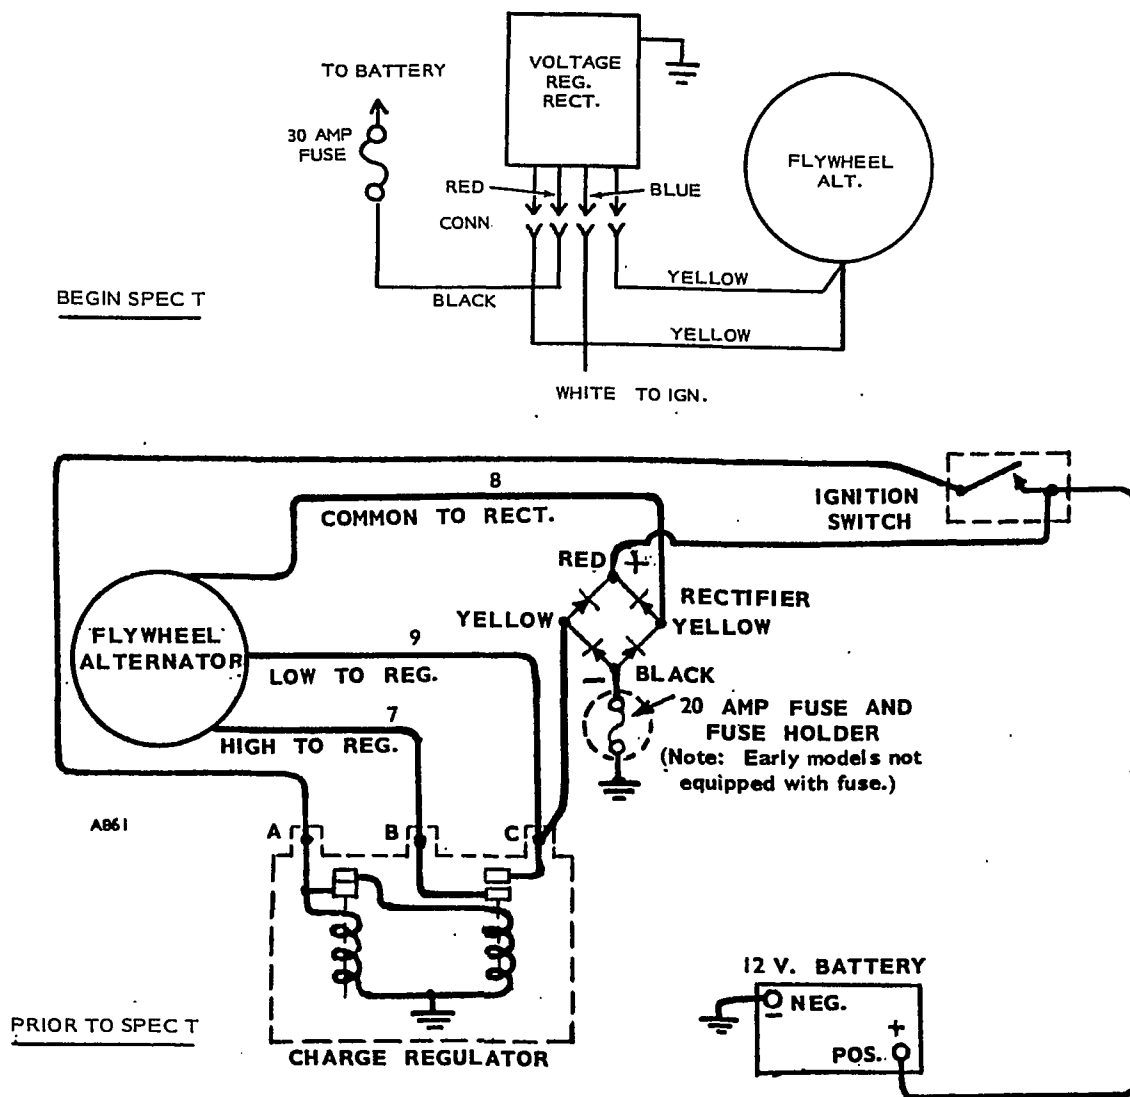 VOLTAGE
REG.
RECT.
TO BATTERY
30 AMP
FUSE
FLYWHEEL
ALT.
RED
BLUE
CONN.
YELLOW
BEGIN SPEC T
BLACK
YELLOW
WHITE TO IGN.
8
COMMON TO RECT.
IGNITION
SWITCH
RED +
RECTIFIER
YELLOW
YELLOW
FLYWHEEL
ALTERNATOR
9
LOW TO REG.
- BLACK
7
HIGH TO REG.
20 AMP FUSE AND
FUSE HOLDER
(Note: Early models not
equipped with fuse.)
A861
A B C
12 V. BATTERY
NEG.
-
+
POS.
PRIOR TO SPEC T
CHARGE REGULATOR